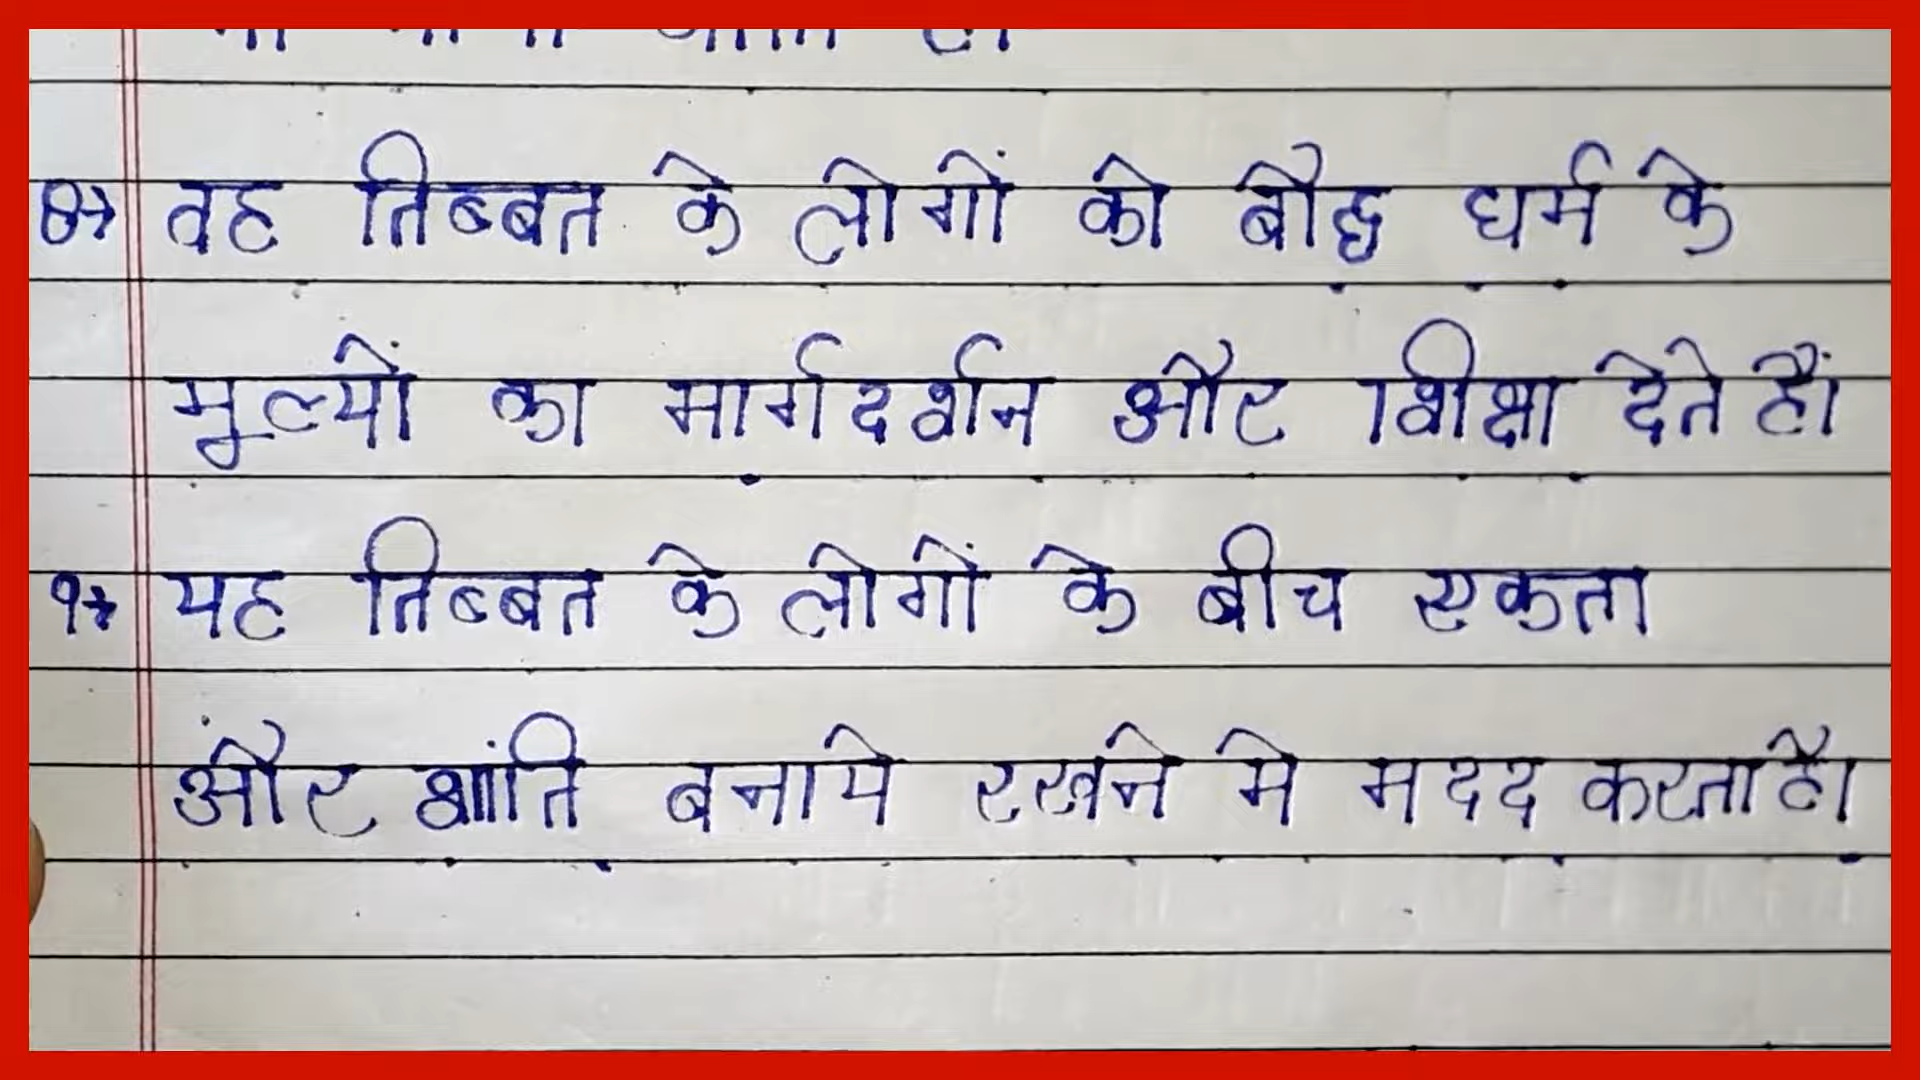 8→ वह तिब्बत के लोगों को बौद्ध धर्म के
मूल्यों का मार्गदर्शन और शिक्षा देते हैं।
9→ यह तिब्बत के लोगों के बीच एकता
और शांति बनाये रखने मे मदद करता है।